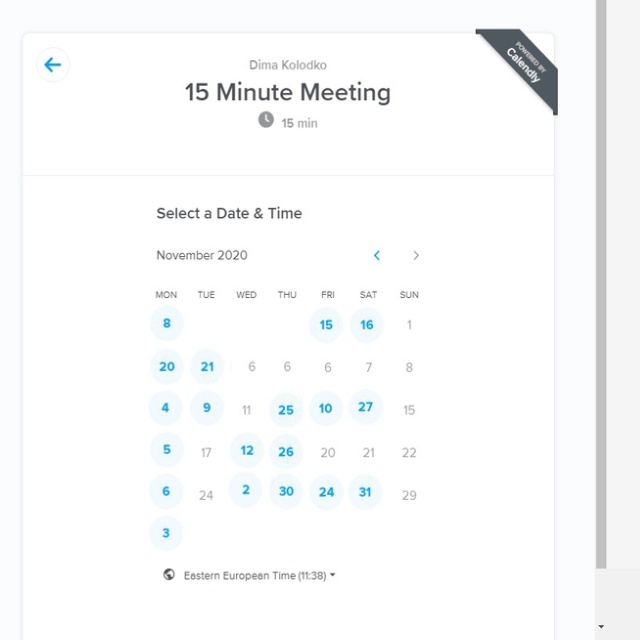 POWERED BY
Calendly
Dima Kolodko
15 Minute Meeting
15 min
Select a Date & Time
November 2020
MON TUE WED THU FRI SAT SUN
8 15 16 1
20 21 6 6 6 7 8
4 9 11 25 10 27 15
5 17 12 26 20 21 22
6 24 2 30 24 31 29
3
Eastern European Time (11:38)